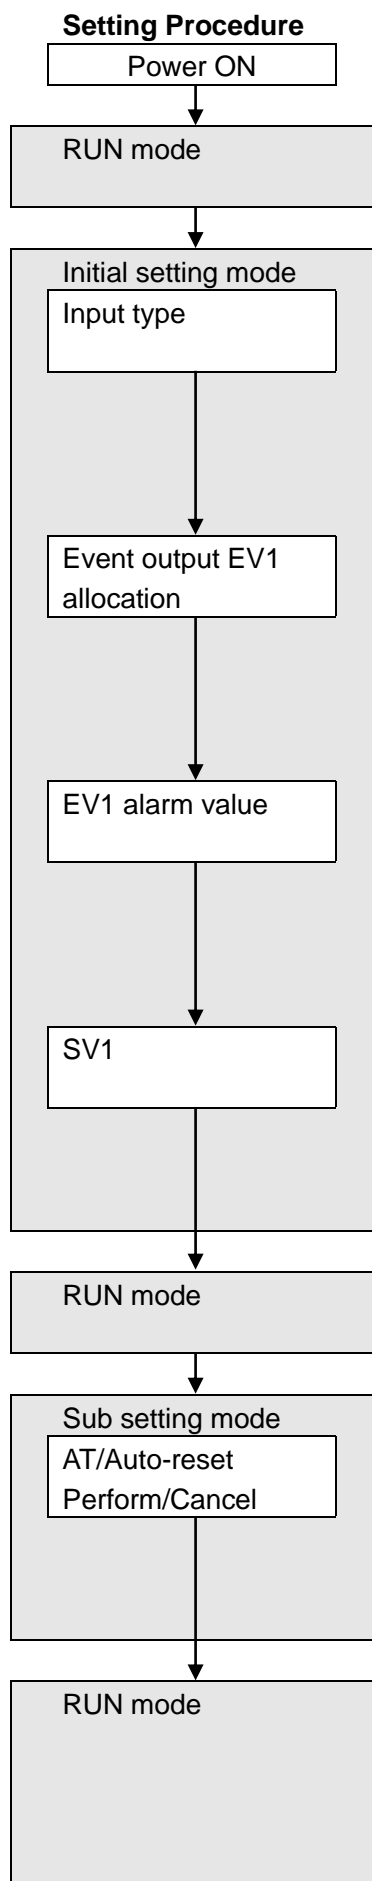 Setting Procedure
Power ON
RUN mode
Initial setting mode
Input type
Event output EV1
allocation
EV1 alarm value
SV1
RUN mode
Sub setting mode
AT/Auto-reset
Perform/Cancel
RUN mode